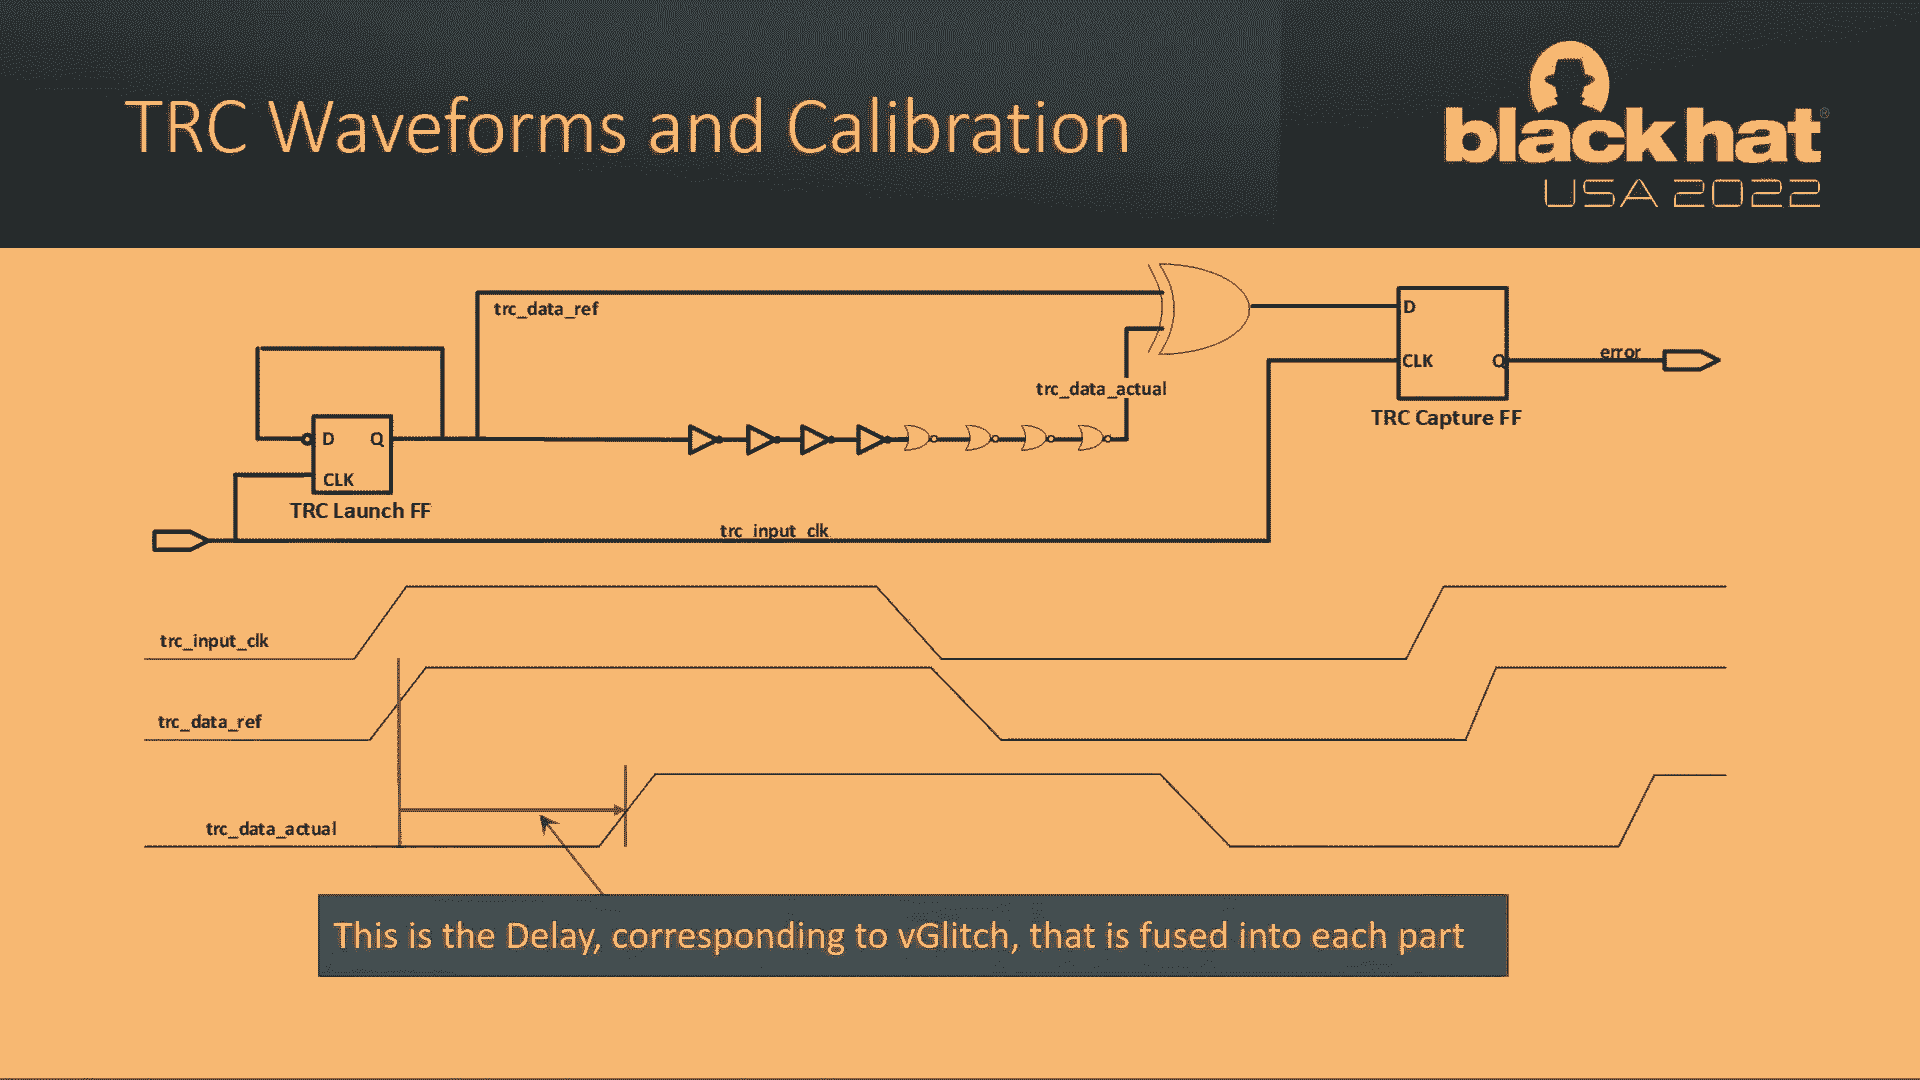 TRC Waveforms and Calibration
black hat®
USA 2022
trc_data_ref
D
CLK
Q
error
TRC Capture FF
trc_data_actual
D
Q
CLK
TRC Launch FF
trc_input_clk
trc_input_clk
trc_data_ref
trc_data_actual
This is the Delay, corresponding to vGlitch, that is fused into each part